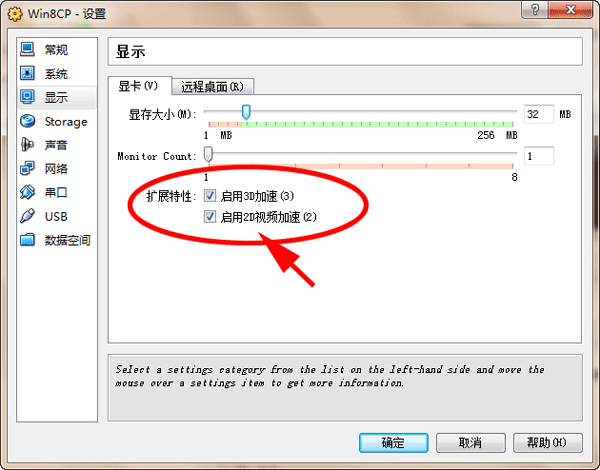 Win8CP - 设置
常规
系统
显示
Storage
声音
网络
串口
USB
数据空间
显示
显卡(V)
远程桌面(R)
显存大小(M):
32
MB
1 MB
256 MB
Monitor Count:
1
1
8
扩展特性:
启用3D加速(3)
启用2D视频加速(2)
Select a settings category from the list on the left-hand side and move the
mouse over a settings item to get more information.
确定
取消
帮助(H)